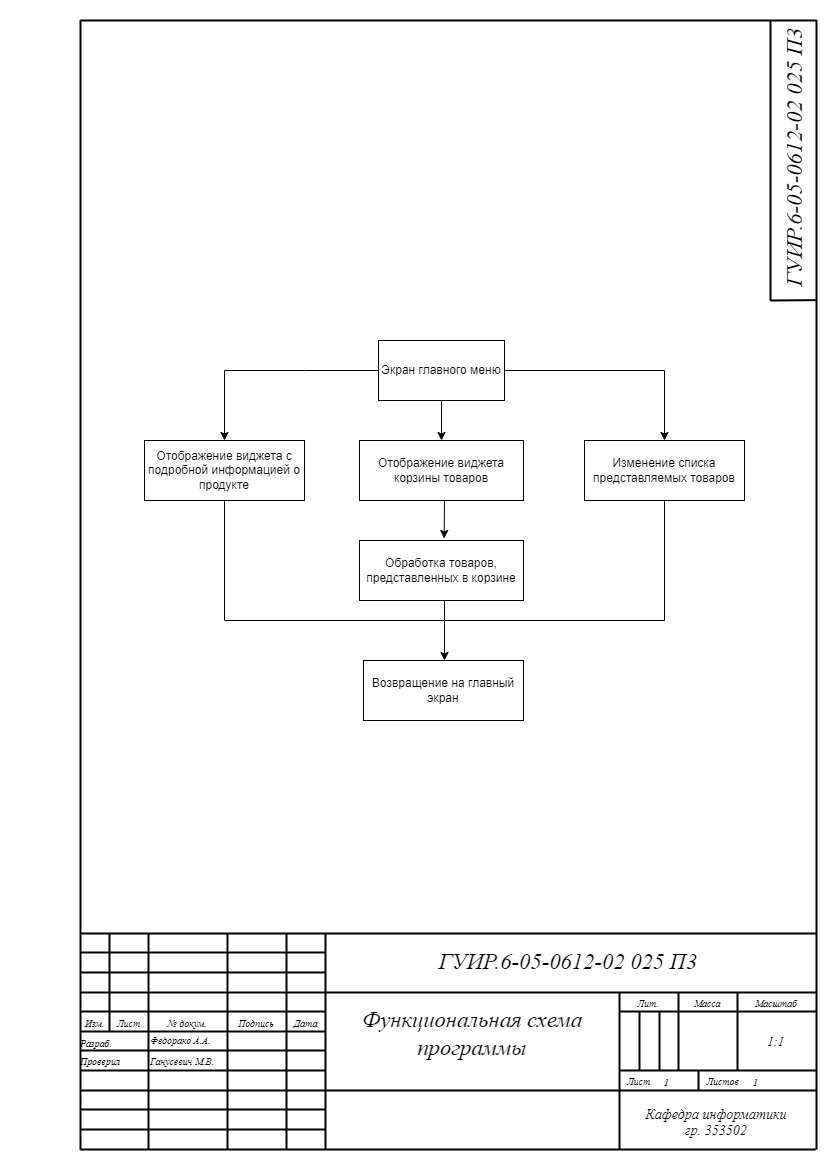 ГУИР.6-05-0612-02 025 ПЗ
Экран главного меню
Отображение виджета с
подробной информацией о
продукте
Отображение виджета
корзины товаров
Изменение списка
представляемых товаров
Обработка товаров,
представленных в корзине
Возвращение на главный
экран
ГУИР.6-05-0612-02 025 ПЗ
Изм. Лист № докум. Подпись Дата
Разраб. Федорако А.А.
Проверил Ганусевич М.В.
Функциональная схема
программы
Лит. Масса Масштаб
1:1
Лист 1 Листов 1
Кафедра информатики
гр. 353502